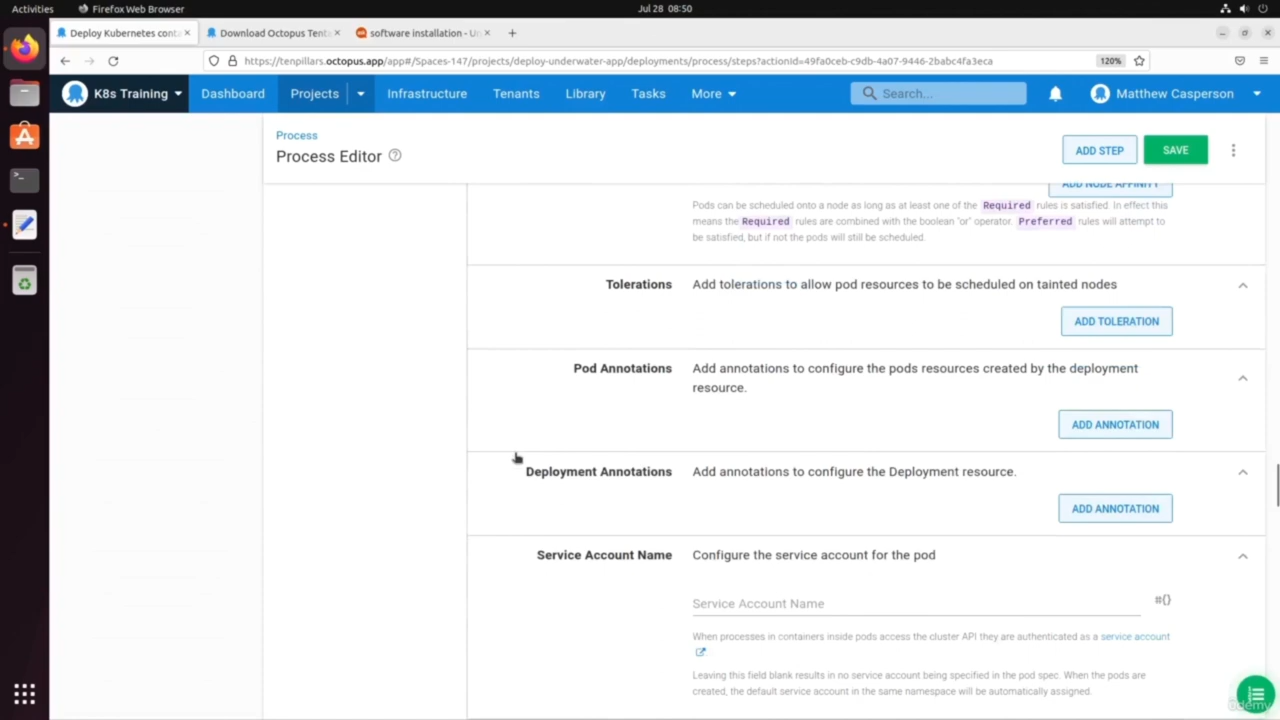 Activities
Firefox Web Browser
Jul 28 08:50
Deploy Kubernetes cont
Download Octopus Tent
software installation - U
https://tenpillars.octopus.app/app#/Spaces-147/projects/deploy-underwater-app/deployments/process/steps?actionId=49fa0ceb-c9db-4a07-9446-2babc4fa3eca
120%
K8s Training
Dashboard
Projects
Infrastructure
Tenants
Library
Tasks
More
Search...
Matthew Casperson
Process
Process Editor
ADD STEP
SAVE
ADD NODE AFFINITY
Pods can be scheduled onto a node as long as at least one of the Required rules is satisfied. In effect this
means the Required rules are combined with the boolean "or" operator. Preferred rules will attempt to
be satisfied, but if not the pods will still be scheduled.
Tolerations
Add tolerations to allow pod resources to be scheduled on tainted nodes
ADD TOLERATION
Pod Annotations
Add annotations to configure the pods resources created by the deployment
resource.
ADD ANNOTATION
Deployment Annotations
Add annotations to configure the Deployment resource.
ADD ANNOTATION
Service Account Name
Configure the service account for the pod
Service Account Name
#{}
When processes in containers inside pods access the cluster API they are authenticated as a service account
Leaving this field blank results in no service account being specified in the pod spec. When the pods are
created, the default service account in the same namespace will be automatically assigned.
ûdemy